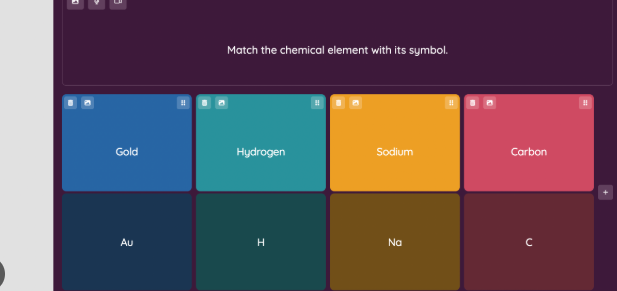 Match the chemical element with its symbol.
Gold Hydrogen Sodium Carbon
Au H Na C